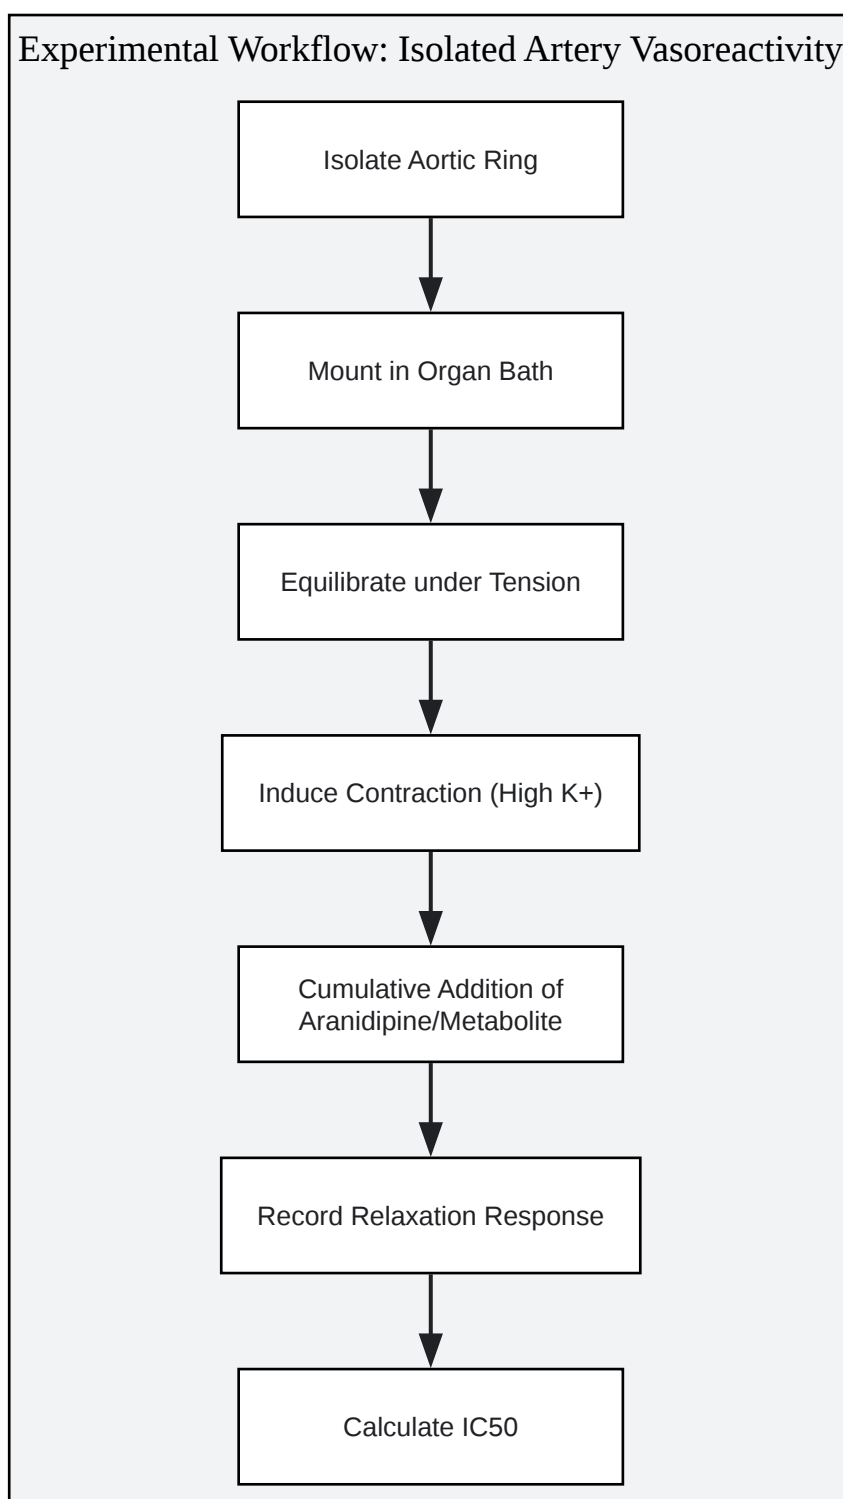 Experimental Workflow: Isolated Artery Vasoreactivity
Isolate Aortic Ring
Mount in Organ Bath
Equilibrate under Tension
Induce Contraction (High K+)
Cumulative Addition of
Aranidipine/Metabolite
Record Relaxation Response
Calculate IC50